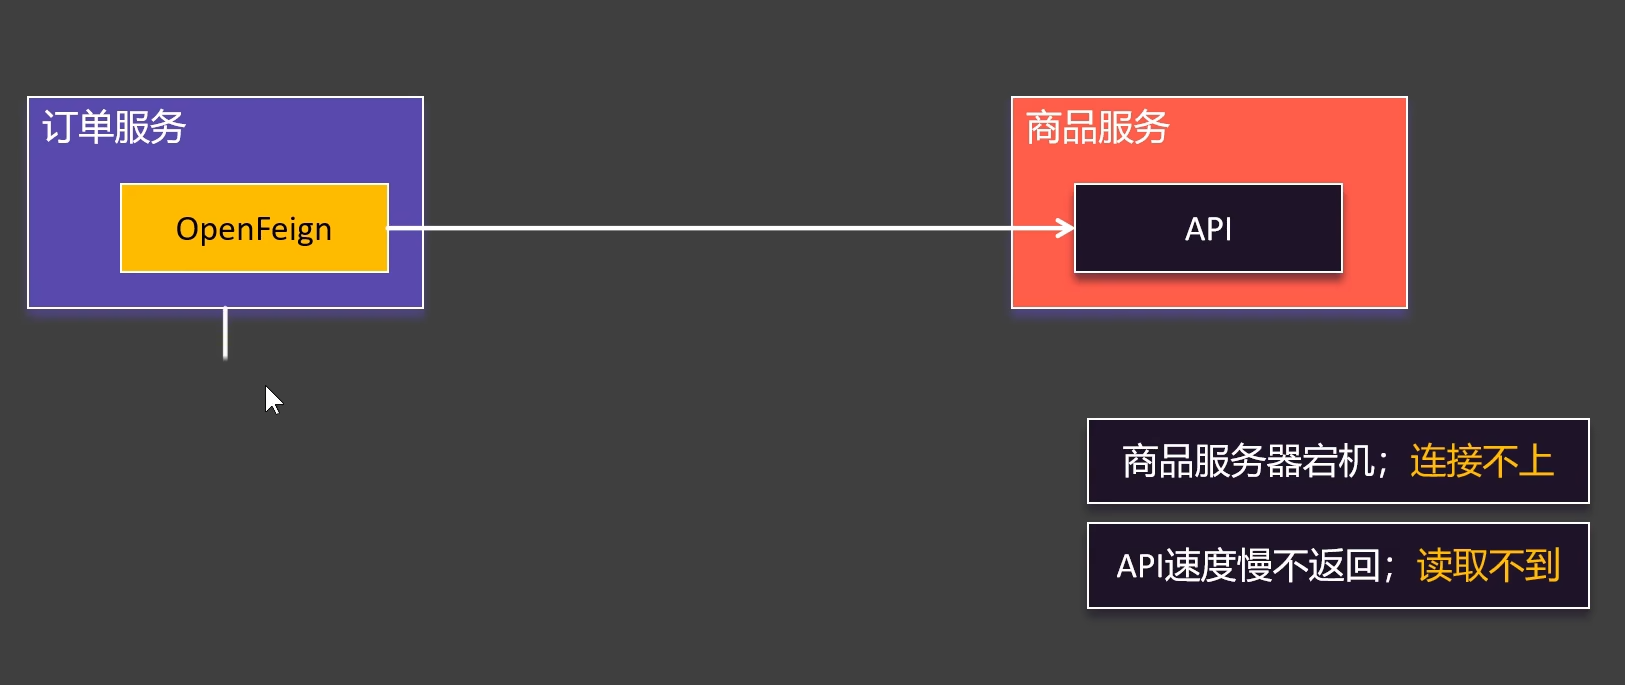 订单服务
OpenFeign
商品服务
API
商品服务器宕机；连接不上
API速度慢不返回；读取不到